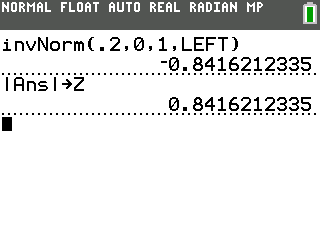 NORMAL FLOAT AUTO REAL RADIAN MP
invNorm(.2,0,1,LEFT)
⁻0.8416212335
|Ans|→Z
0.8416212335